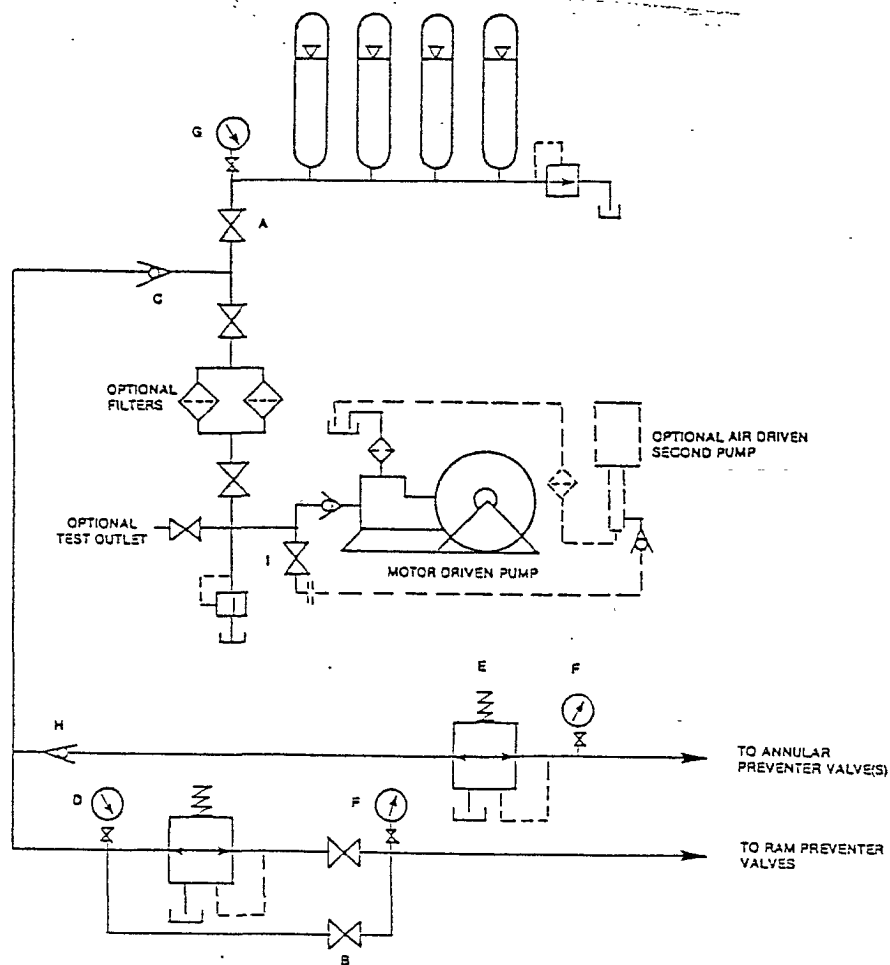 G
A
C
OPTIONAL
FILTERS
OPTIONAL AIR DRIVEN
SECOND PUMP
OPTIONAL
TEST OUTLET
I
MOTOR DRIVEN PUMP
E
F
H
TO ANNULAR
PREVENTER VALVE(S)
D
F
TO RAM PREVENTER
VALVES
B